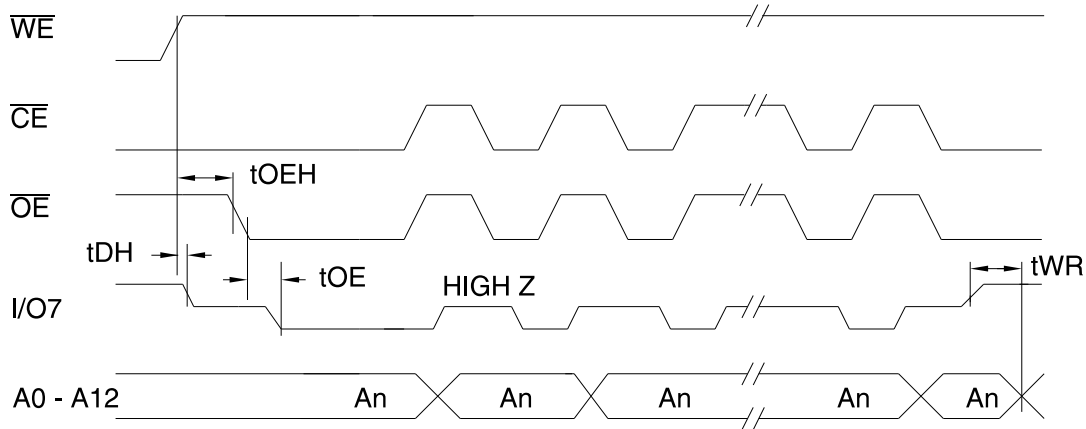 WE
CE
tOEH
OE
tDH
tOE
tWR
HIGH Z
I/O7
A0 - A12 An An An An An